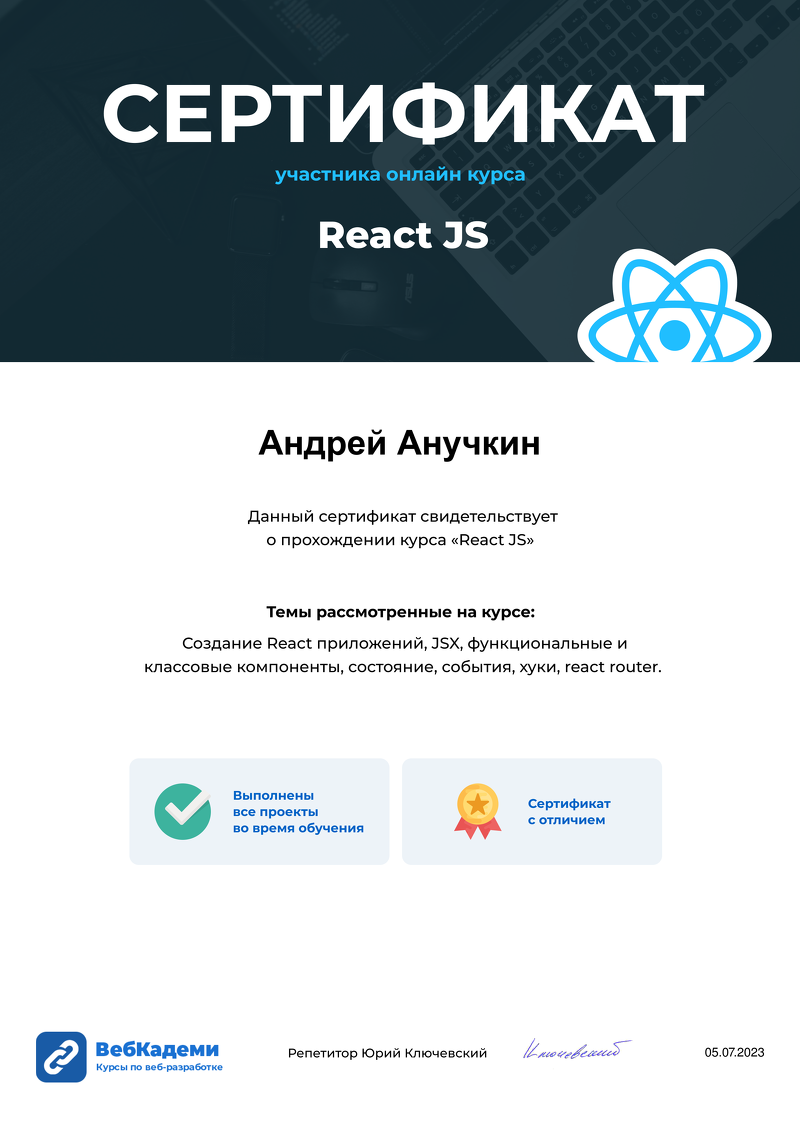 СЕРТИФИКАТ
участника онлайн курса
React JS
Андрей Анучкин
Данный сертификат свидетельствует
о прохождении курса «React JS»
Темы рассмотренные на курсе:
Создание React приложений, JSX, функциональные и
классовые компоненты, состояние, события, хуки, react router.
Выполнены
все проекты
во время обучения
Сертификат
с отличием
ВебКадеми
Курсы по веб-разработке
Репетитор Юрий Ключевский
Ключевский
05.07.2023